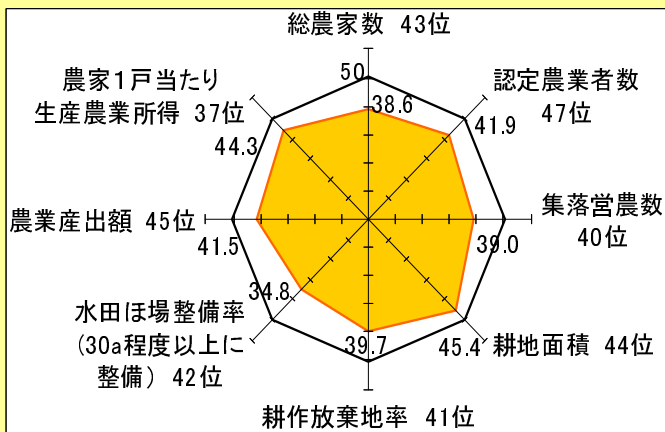 総農家数 43位
50
38.6
認定農業者数
47位
41.9
集落営農数
40位
39.0
耕地面積 44位
45.4
耕作放棄地率 41位
39.7
水田ほ場整備率
(30a程度以上に
整備) 42位
34.8
農業産出額 45位
41.5
農家1戸当たり
生産農業所得 37位
44.3